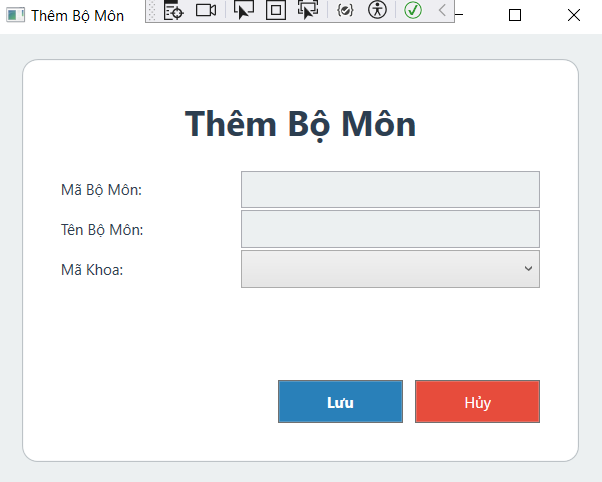 Thêm Bộ Môn
Thêm Bộ Môn
Mã Bộ Môn:
Tên Bộ Môn:
Mã Khoa:
Lưu
Hủy